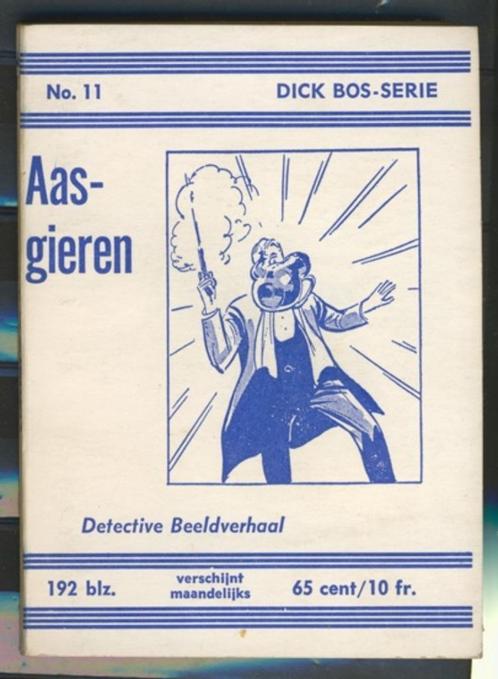 No. 11 DICK BOS-SERIE
Aas-
gieren
Detective Beeldverhaal
192 blz. verschijnt maandelijks 65 cent/10 fr.